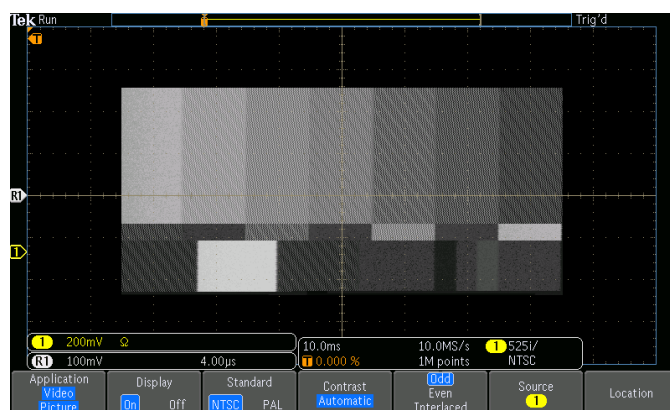 Tek Run Trig'd
T
T
R1
1
1 200mV Ω
R1 100mV 4.00µs
10.0ms 10.0MS/s 1 525i/
T 0.000 % 1M points NTSC
Application
Video
Picture
Display
On Off
Standard
NTSC PAL
Contrast
Automatic
Odd
Even
Interlaced
Source
1
Location